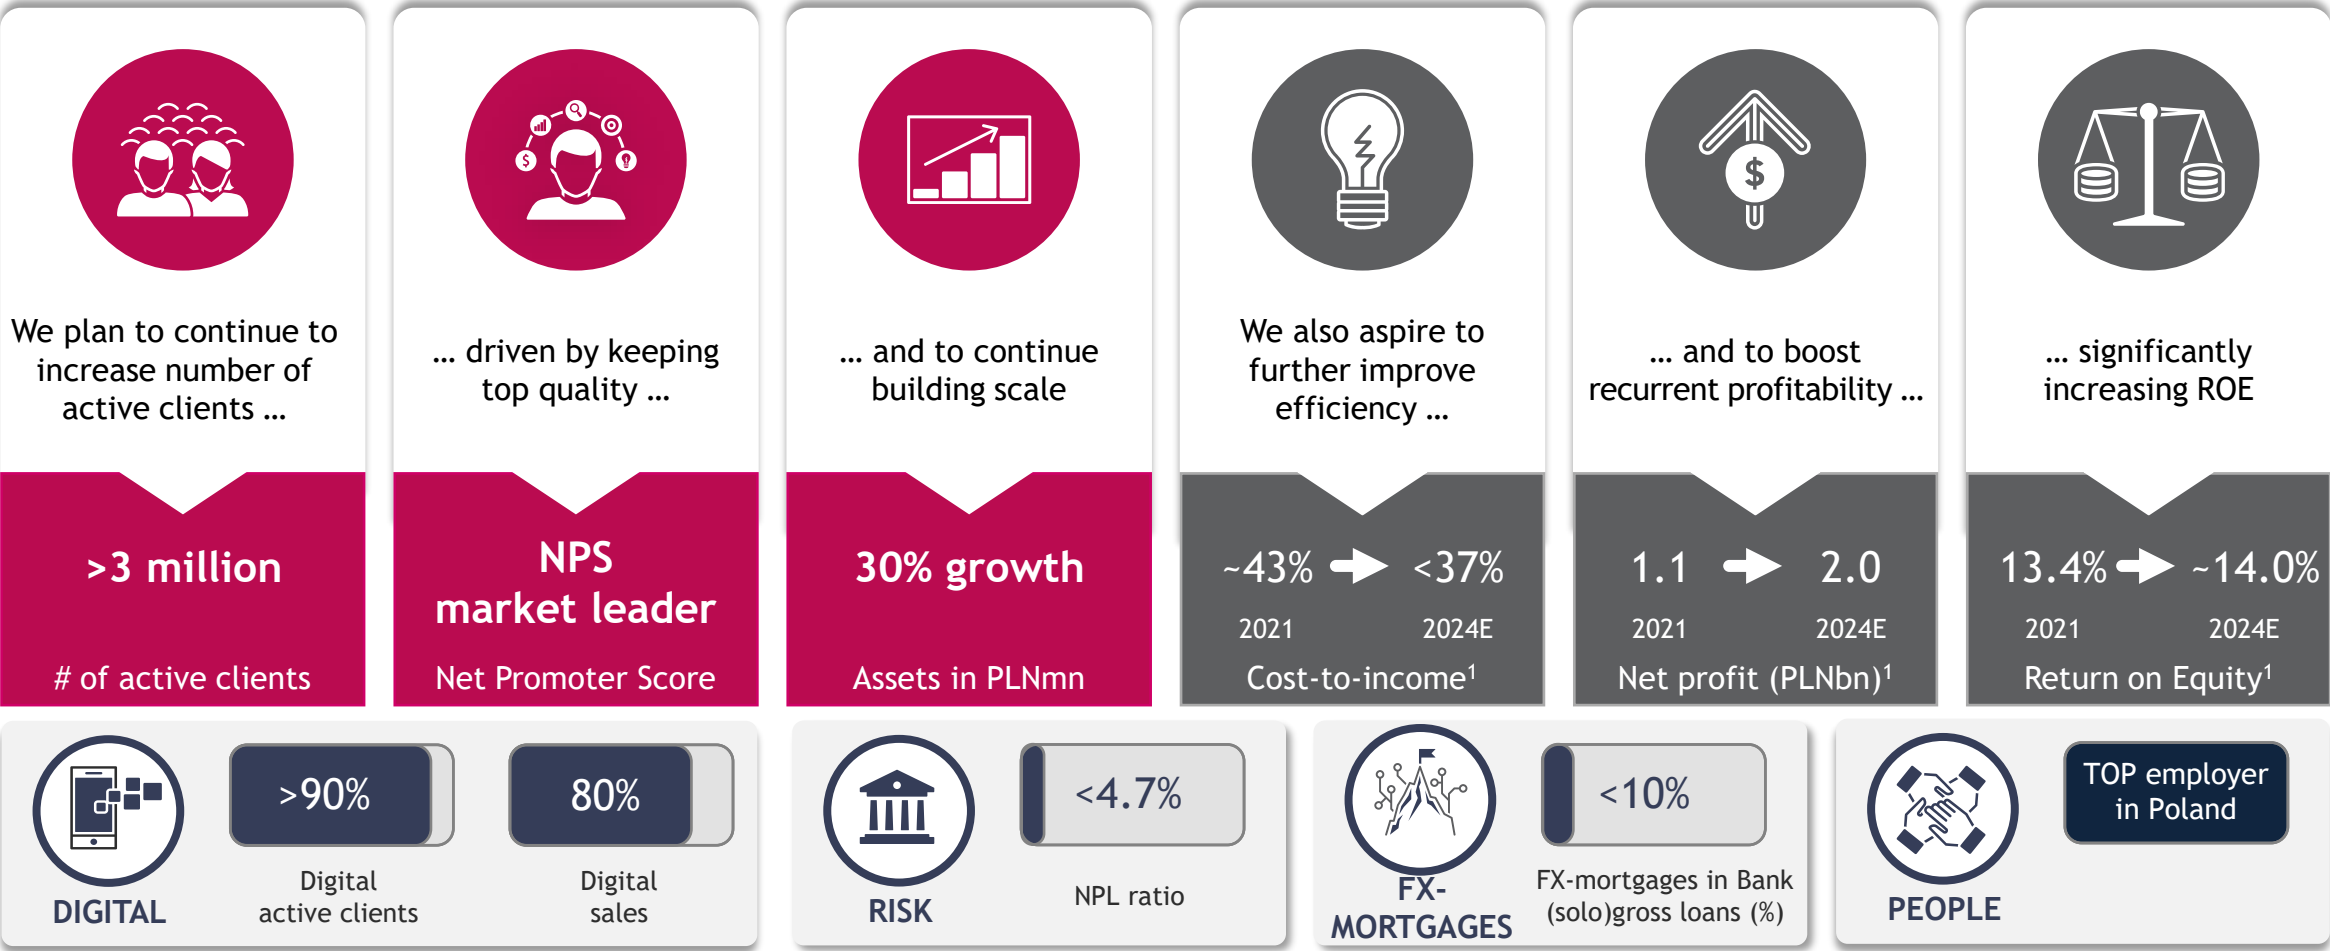 We plan to continue to
increase number of
active clients ...
>3 million
# of active clients
... driven by keeping
top quality ...
NPS
market leader
Net Promoter Score
... and to continue
building scale
30% growth
Assets in PLNmn
We also aspire to
further improve
efficiency ...
~43% <37%
2021 2024E
Cost-to-income¹
... and to boost
recurrent profitability ...
1.1 2.0
2021 2024E
Net profit (PLNbn)¹
... significantly
increasing ROE
13.4% ~14.0%
2021 2024E
Return on Equity¹
DIGITAL
>90%
Digital
active clients
80%
Digital
sales
RISK
<4.7%
NPL ratio
FX-
MORTGAGES
<10%
FX-mortgages in Bank
(solo)gross loans (%)
PEOPLE
TOP employer
in Poland